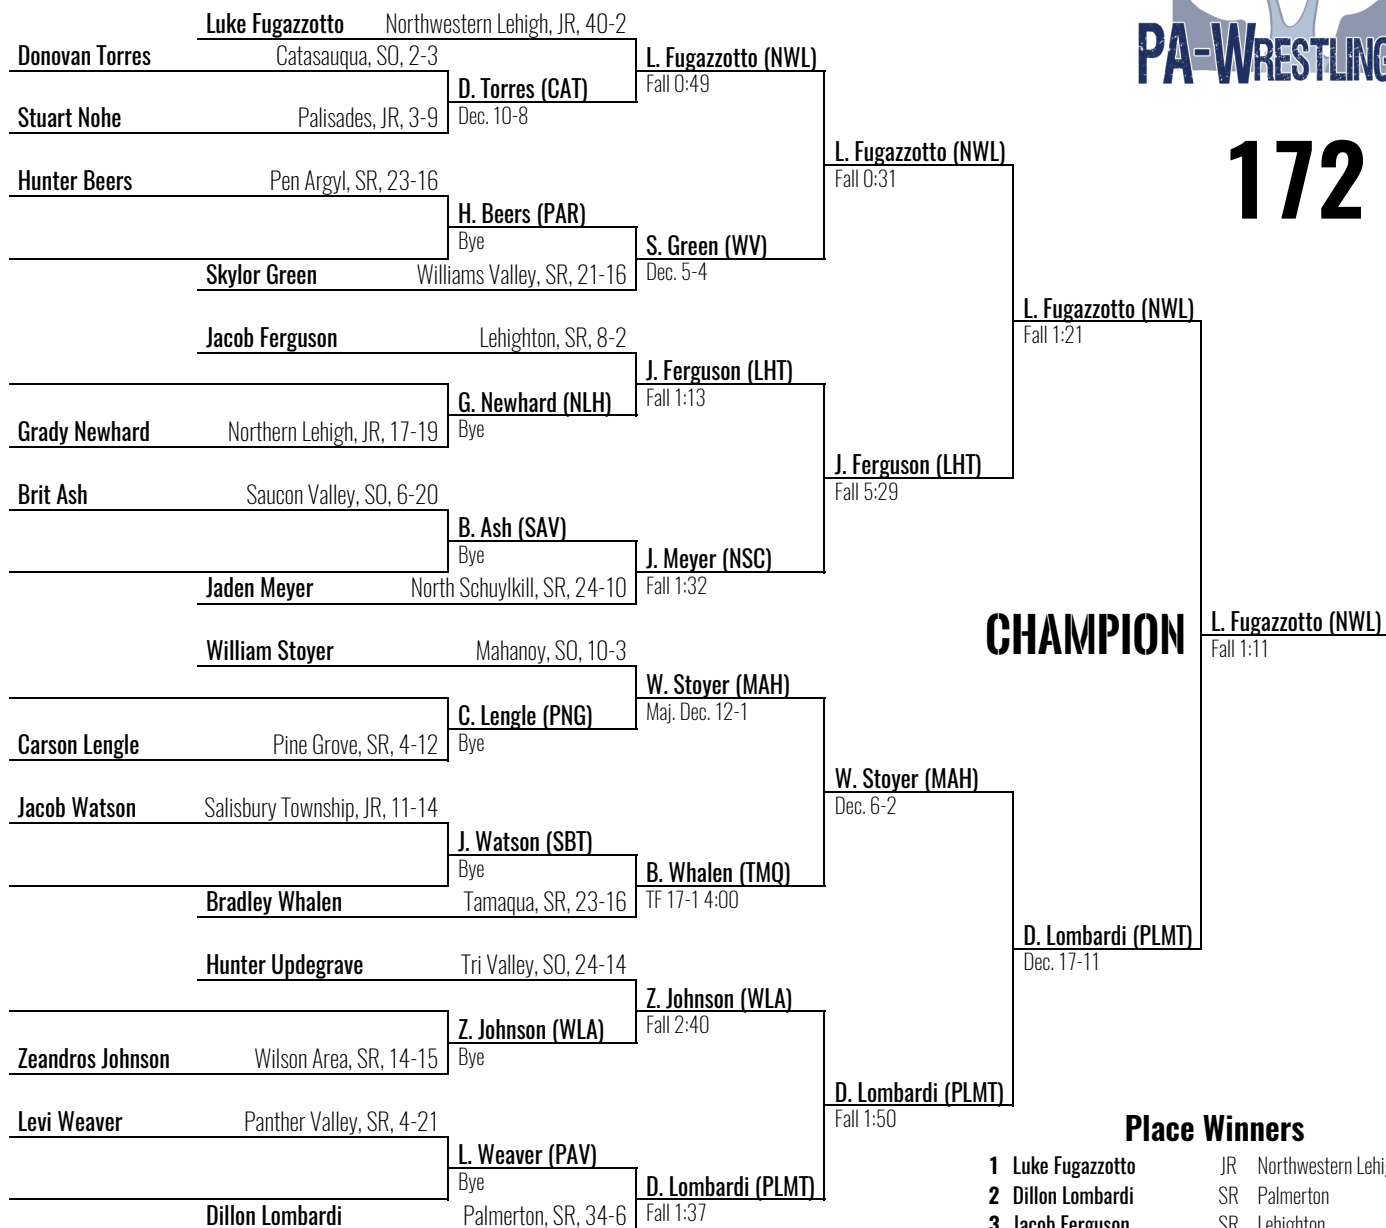 Luke Fugazzotto Northwestern Lehigh, JR, 40-2
PA-WRESTLING
Donovan Torres Catasauqua, SO, 2-3
L. Fugazzotto (NWL)
Fall 0:49
D. Torres (CAT)
Dec. 10-8
Stuart Nohe Palisades, JR, 3-9
L. Fugazzotto (NWL)
Fall 0:31
172
Hunter Beers Pen Argyl, SR, 23-16
H. Beers (PAR)
Bye
S. Green (WV)
Dec. 5-4
Skylor Green Williams Valley, SR, 21-16
L. Fugazzotto (NWL)
Fall 1:21
Jacob Ferguson Lehighton, SR, 8-2
J. Ferguson (LHT)
Fall 1:13
G. Newhard (NLH)
Bye
Grady Newhard Northern Lehigh, JR, 17-19
J. Ferguson (LHT)
Fall 5:29
Brit Ash Saucon Valley, SO, 6-20
B. Ash (SAV)
Bye
J. Meyer (NSC)
Fall 1:32
Jaden Meyer North Schuylkill, SR, 24-10
CHAMPION
L. Fugazzotto (NWL)
Fall 1:11
William Stoyer Mahanoy, SO, 10-3
W. Stoyer (MAH)
Maj. Dec. 12-1
C. Lengle (PNG)
Bye
Carson Lengle Pine Grove, SR, 4-12
W. Stoyer (MAH)
Dec. 6-2
Jacob Watson Salisbury Township, JR, 11-14
J. Watson (SBT)
Bye
B. Whalen (TMQ)
TF 17-1 4:00
Bradley Whalen Tamaqua, SR, 23-16
D. Lombardi (PLMT)
Dec. 17-11
Hunter Updegrave Tri Valley, SO, 24-14
Z. Johnson (WLA)
Fall 2:40
Z. Johnson (WLA)
Bye
Zeandros Johnson Wilson Area, SR, 14-15
D. Lombardi (PLMT)
Fall 1:50
Levi Weaver Panther Valley, SR, 4-21
L. Weaver (PAV)
Bye
D. Lombardi (PLMT)
Fall 1:37
Dillon Lombardi Palmerton, SR, 34-6
Place Winners
1 Luke Fugazzotto JR Northwestern Lehi
2 Dillon Lombardi SR Palmerton
3 Jacob Ferguson SR Lehighton